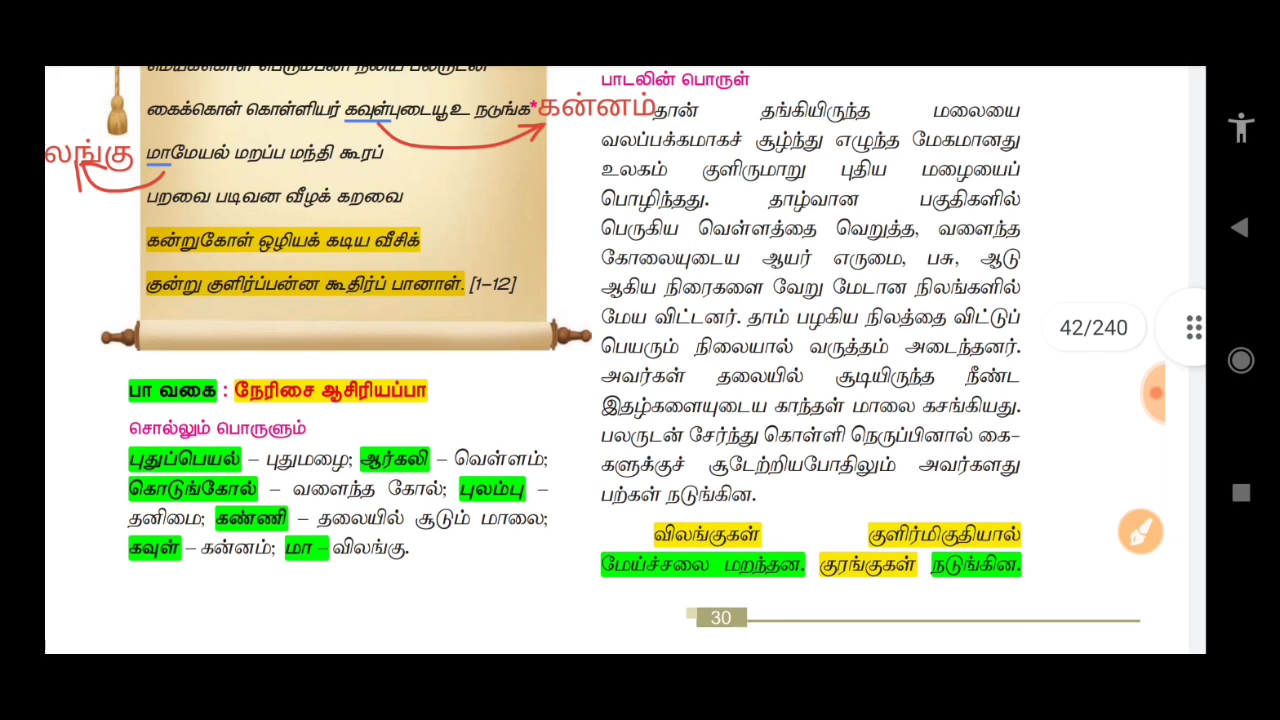 மெய்க்கொள் பெரும்பனி நலிய பலருடன்
கைக்கொள் கொள்ளியர் கவுள்புடையூஉ நடுங்க*
கன்னம்
லங்கு
மாமேயல் மறப்ப மந்தி கூரப்
பறவை படிவன வீழக் கறவை
கன்றுகோள் ஒழியக் கடிய வீசிக்
குன்று குளிர்ப்பன்ன கூதிர்ப் பானாள். [1-12]
பா வகை : நேரிசை ஆசிரியப்பா
சொல்லும் பொருளும்
புதுப்பெயல் – புதுமழை; ஆர்கலி – வெள்ளம்;
கொடுங்கோல் – வளைந்த கோல்; புலம்பு –
தனிமை; கண்ணி – தலையில் சூடும் மாலை;
கவுள் – கன்னம்; மா – விலங்கு.
பாடலின் பொருள்
தான் தங்கியிருந்த மலையை
வலப்பக்கமாகச் சூழ்ந்து எழுந்த மேகமானது
உலகம் குளிருமாறு புதிய மழையைப்
பொழிந்தது. தாழ்வான பகுதிகளில்
பெருகிய வெள்ளத்தை வெறுத்த, வளைந்த
கோலையுடைய ஆயர் எருமை, பசு, ஆடு
ஆகிய நிரைகளை வேறு மேடான நிலங்களில்
மேய விட்டனர். தாம் பழகிய நிலத்தை விட்டுப்
பெயரும் நிலையால் வருத்தம் அடைந்தனர்.
அவர்கள் தலையில் சூடியிருந்த நீண்ட
இதழ்களையுடைய காந்தள் மாலை கசங்கியது.
பலருடன் சேர்ந்து கொள்ளி நெருப்பினால் கை-
களுக்குச் சூடேற்றியபோதிலும் அவர்களது
பற்கள் நடுங்கின.
விலங்குகள் குளிர்மிகுதியால்
மேய்ச்சலை மறந்தன. குரங்குகள் நடுங்கின.
30
42/240